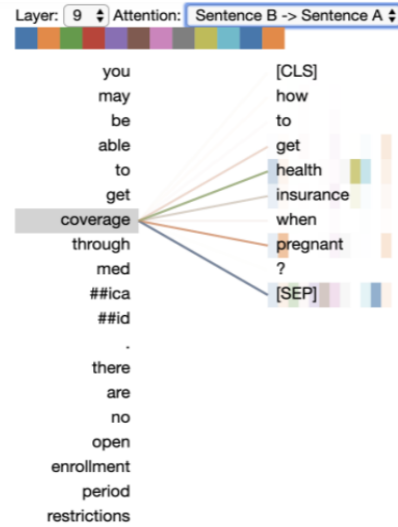 Layer: 9 Attention: Sentence B -> Sentence A
you [CLS]
may how
be to
able get
to health
get insurance
coverage when
through pregnant
med ?
##ica [SEP]
##id
.
there
are
no
open
enrollment
period
restrictions